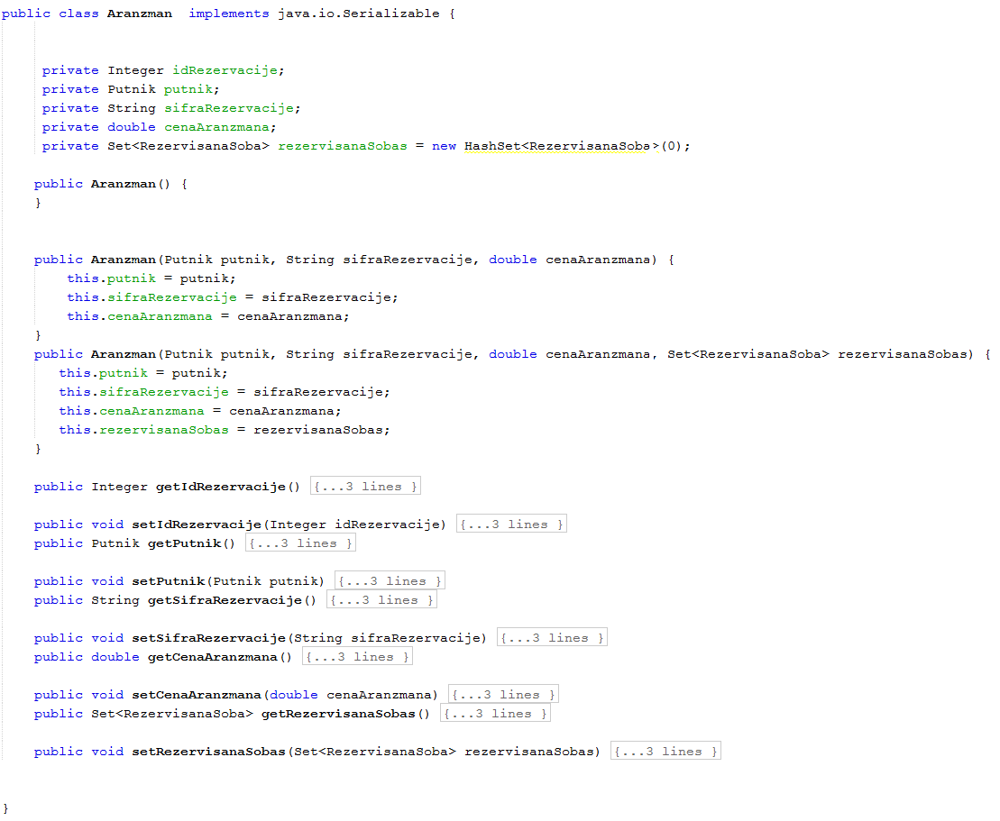 public class Aranzman  implements java.io.Serializable {
private Integer idRezervacije;
private Putnik putnik;
private String sifraRezervacije;
private double cenaAranzmana;
private Set<RezervisanaSoba> rezervisanaSobas = new HashSet<RezervisanaSoba>(0);
public Aranzman() {
}
public Aranzman(Putnik putnik, String sifraRezervacije, double cenaAranzmana) {
this.putnik = putnik;
this.sifraRezervacije = sifraRezervacije;
this.cenaAranzmana = cenaAranzmana;
}
public Aranzman(Putnik putnik, String sifraRezervacije, double cenaAranzmana, Set<RezervisanaSoba> rezervisanaSobas) {
this.putnik = putnik;
this.sifraRezervacije = sifraRezervacije;
this.cenaAranzmana = cenaAranzmana;
this.rezervisanaSobas = rezervisanaSobas;
}
public Integer getIdRezervacije() {...3 lines }
public void setIdRezervacije(Integer idRezervacije) {...3 lines }
public Putnik getPutnik() {...3 lines }
public void setPutnik(Putnik putnik) {...3 lines }
public String getSifraRezervacije() {...3 lines }
public void setSifraRezervacije(String sifraRezervacije) {...3 lines }
public double getCenaAranzmana() {...3 lines }
public void setCenaAranzmana(double cenaAranzmana) {...3 lines }
public Set<RezervisanaSoba> getRezervisanaSobas() {...3 lines }
public void setRezervisanaSobas(Set<RezervisanaSoba> rezervisanaSobas) {...3 lines }
}